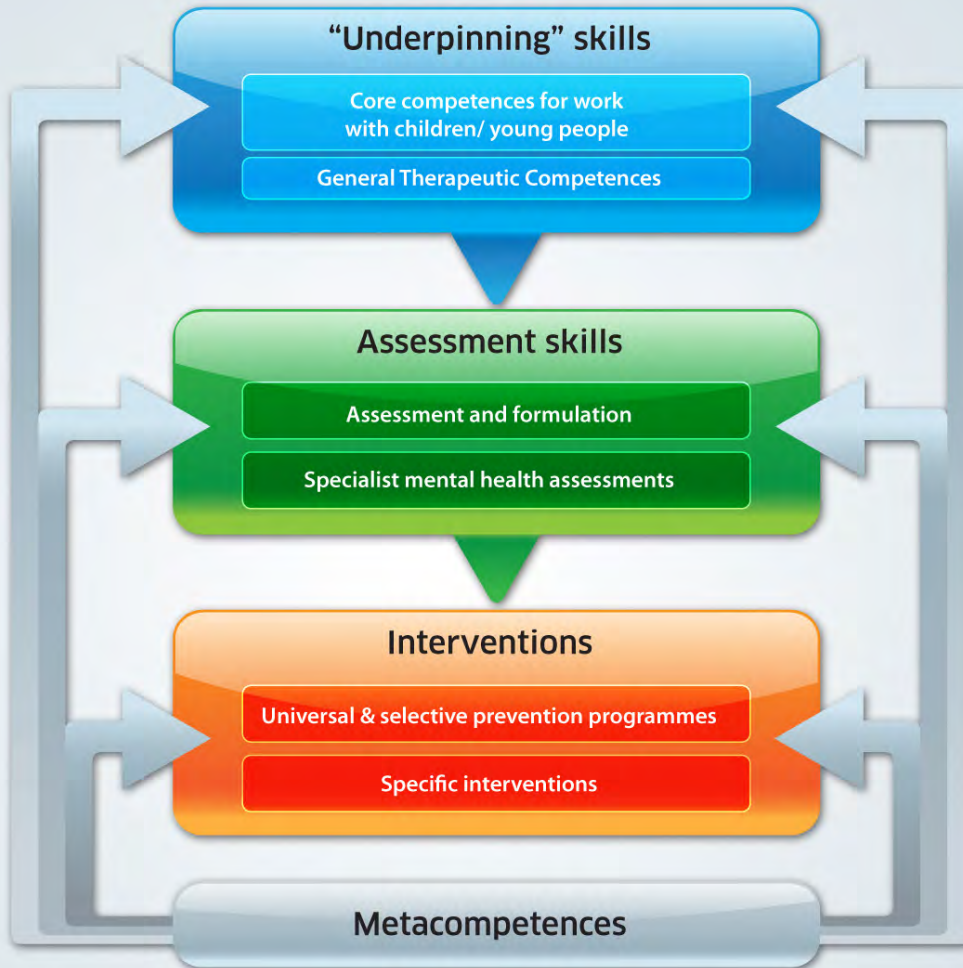 “Underpinning” skills
Core competences for work
with children/ young people
General Therapeutic Competences
Assessment skills
Assessment and formulation
Specialist mental health assessments
Interventions
Universal & selective prevention programmes
Specific interventions
Metacompetences